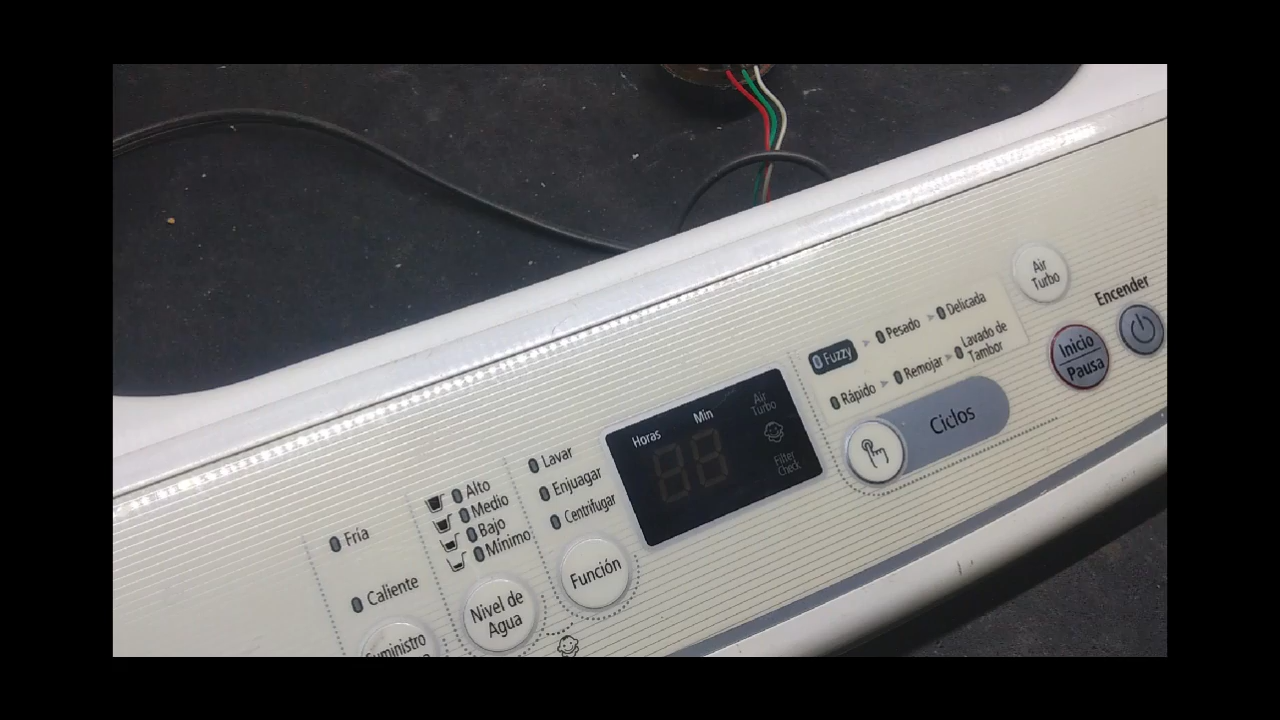 Air
Turbo
Encender
Inicio
Pausa
Fuzzy
Pesado
Delicada
Rápido
Remojar
Lavado de
Tambor
Ciclos
Horas
Min
Air
Turbo
Filter
Check
Lavar
Enjuagar
Centrifugar
Función
Alto
Medio
Bajo
Mínimo
Nivel de
Agua
Fría
Caliente
Suministro